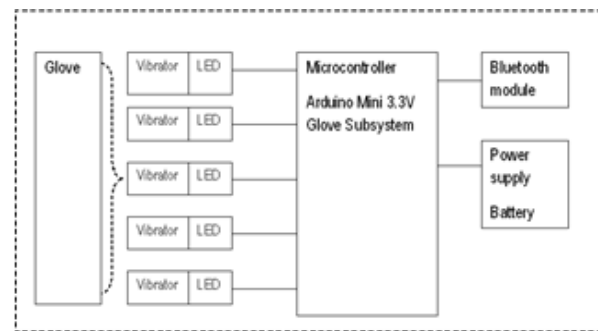 Glove
Vibrator LED
Vibrator LED
Vibrator LED
Vibrator LED
Vibrator LED
Microcontroller
Arduino Mini 3.3V
Glove Subsystem
Bluetooth
module
Power
supply
Battery